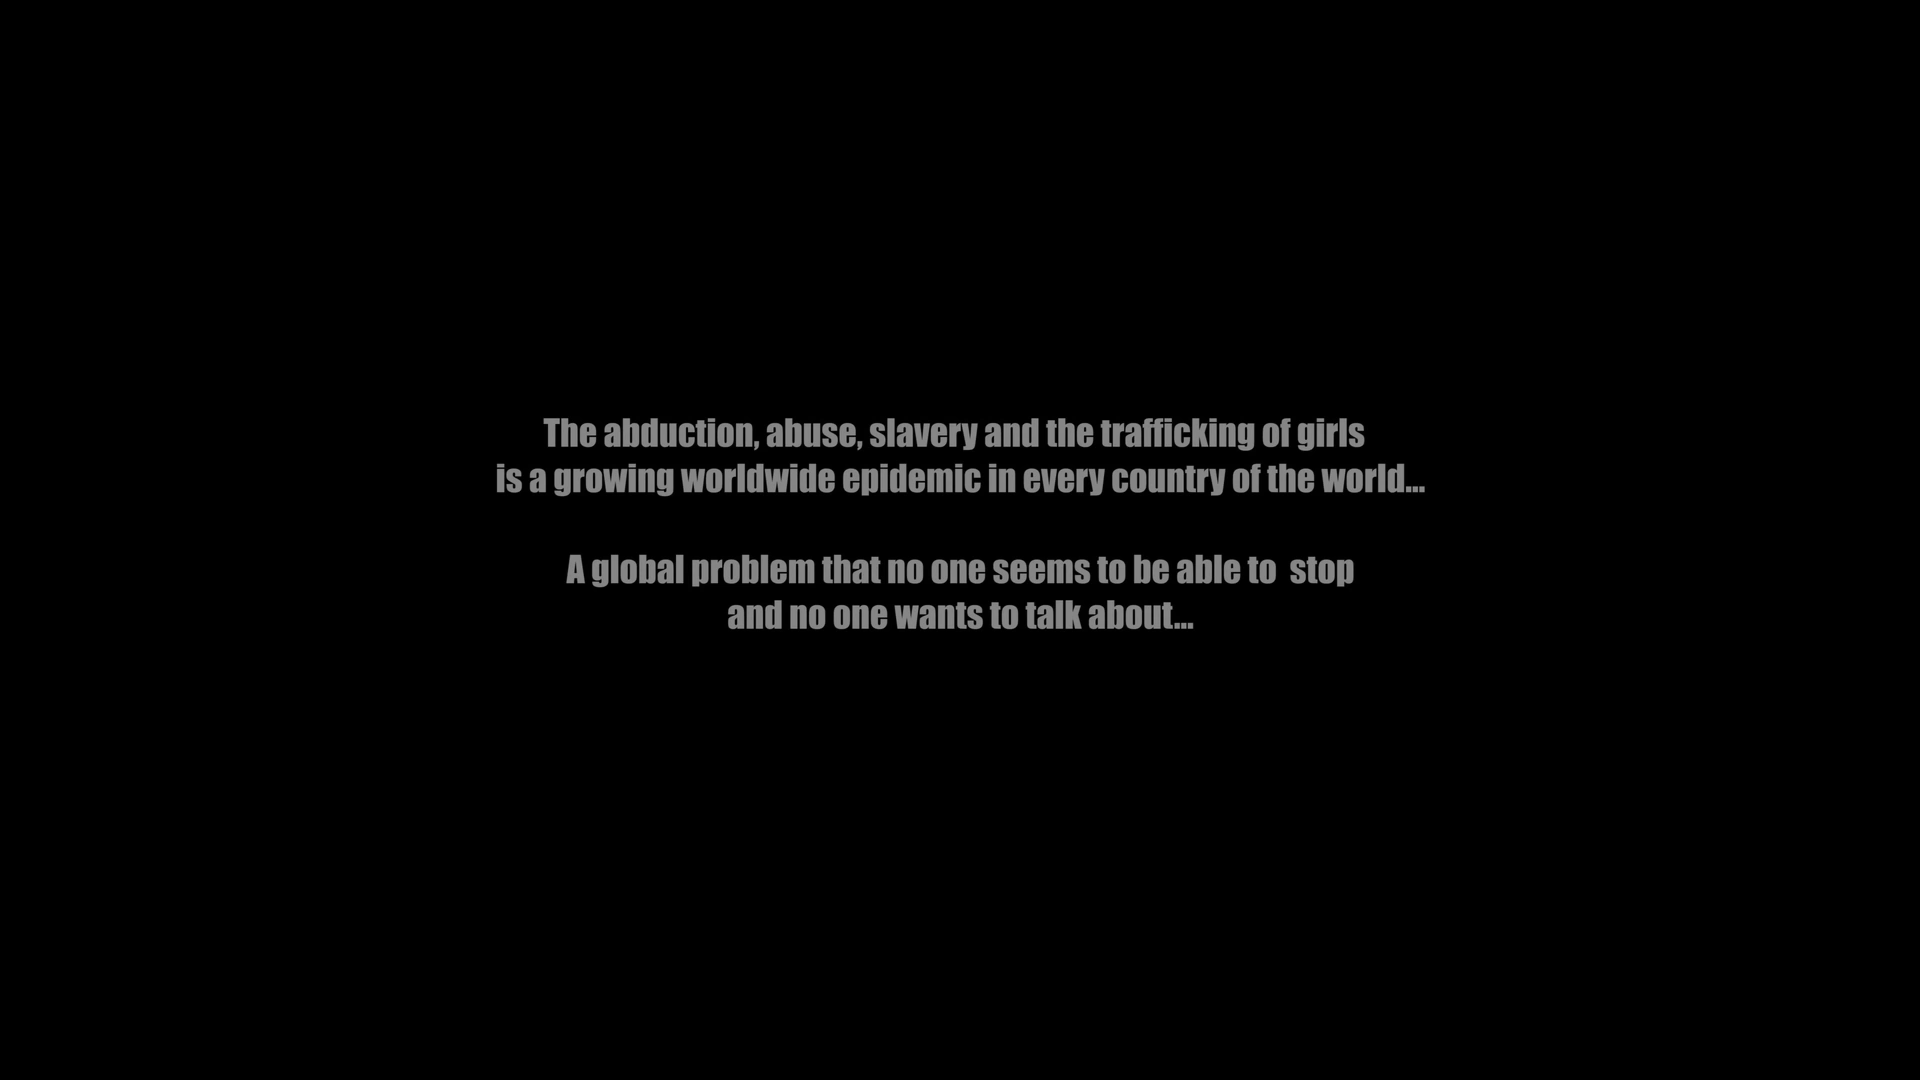 The abduction, abuse, slavery and the trafficking of girls
is a growing worldwide epidemic in every country of the world...
A global problem that no one seems to be able to  stop
and no one wants to talk about...